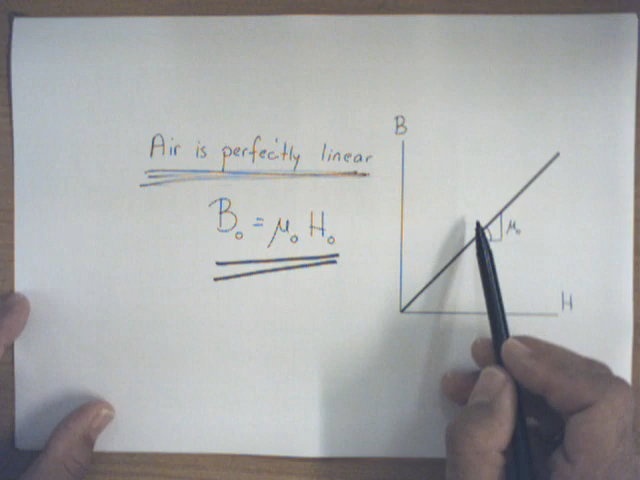 Air is perfectly linear
B₀ = μ₀ H₀
B
μ₀
H